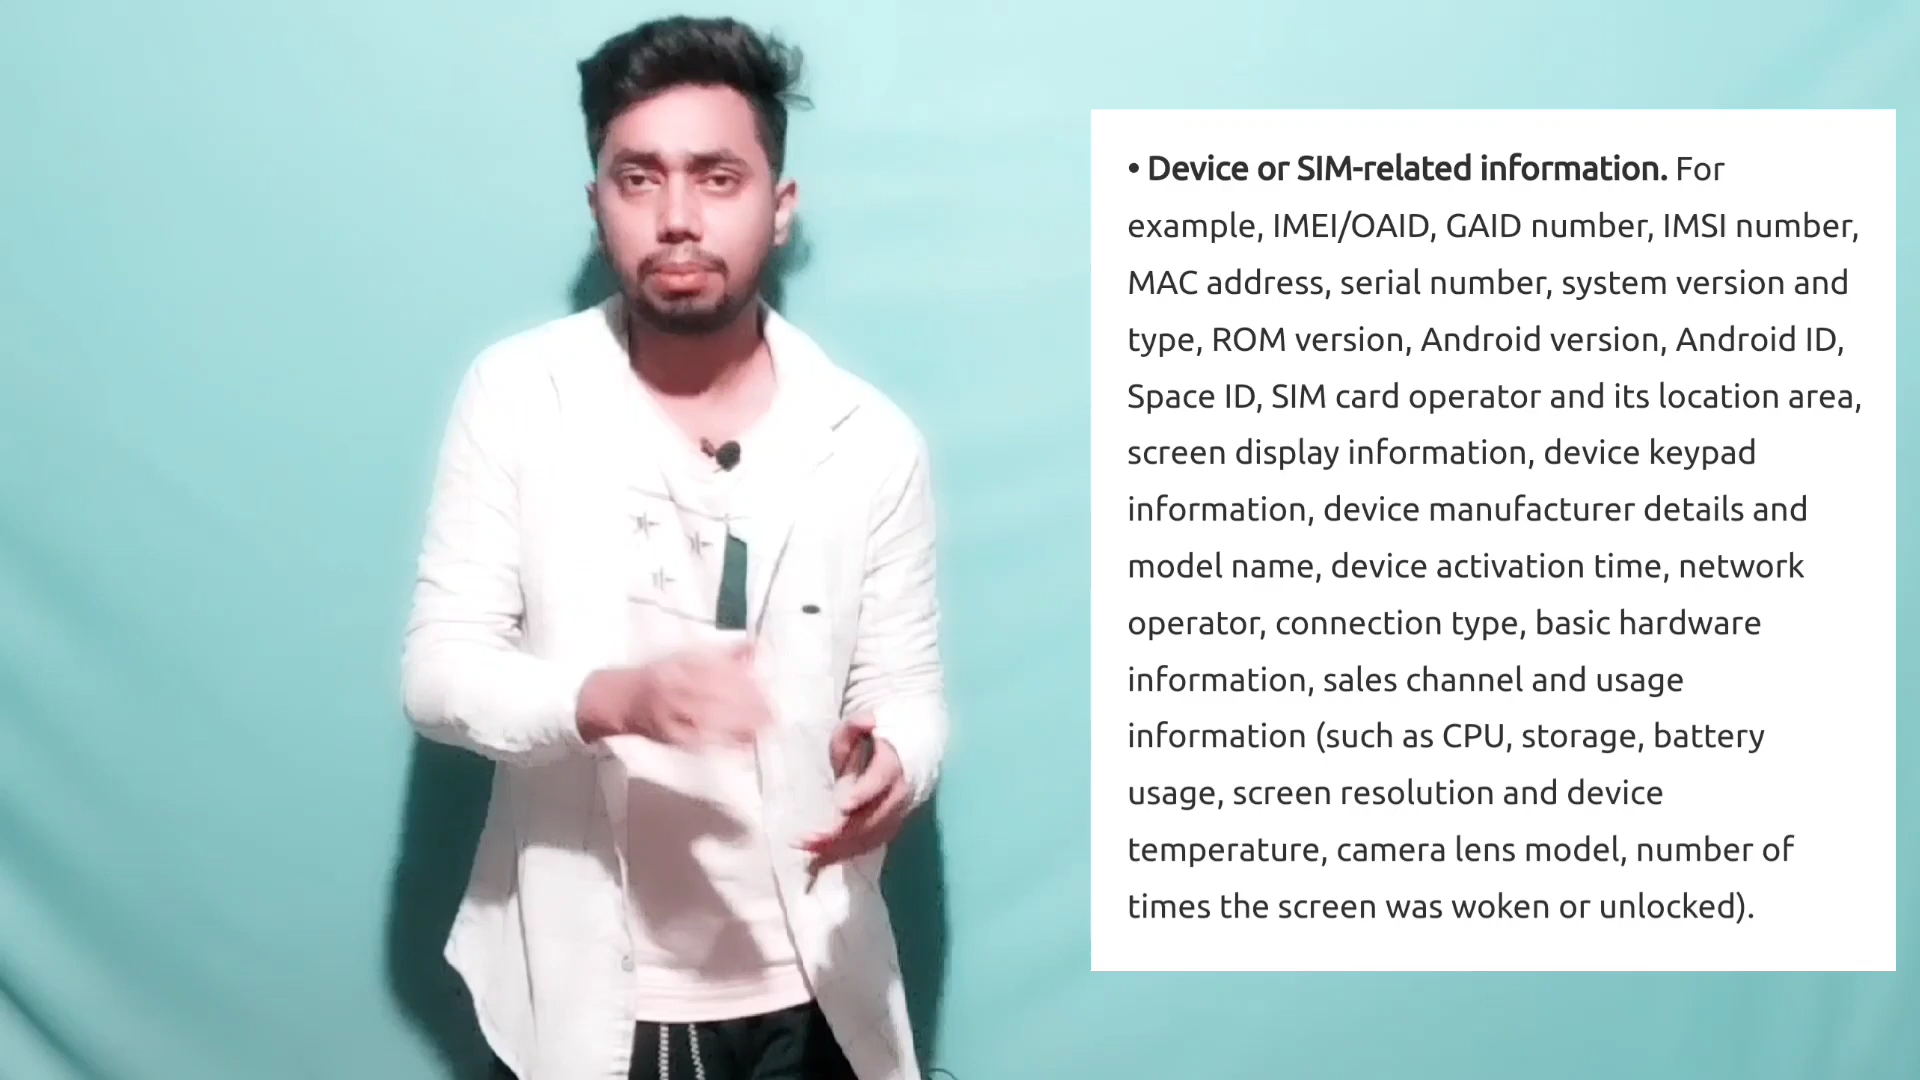 • Device or SIM-related information. For
example, IMEI/OAID, GAID number, IMSI number,
MAC address, serial number, system version and
type, ROM version, Android version, Android ID,
Space ID, SIM card operator and its location area,
screen display information, device keypad
information, device manufacturer details and
model name, device activation time, network
operator, connection type, basic hardware
information, sales channel and usage
information (such as CPU, storage, battery
usage, screen resolution and device
temperature, camera lens model, number of
times the screen was woken or unlocked).